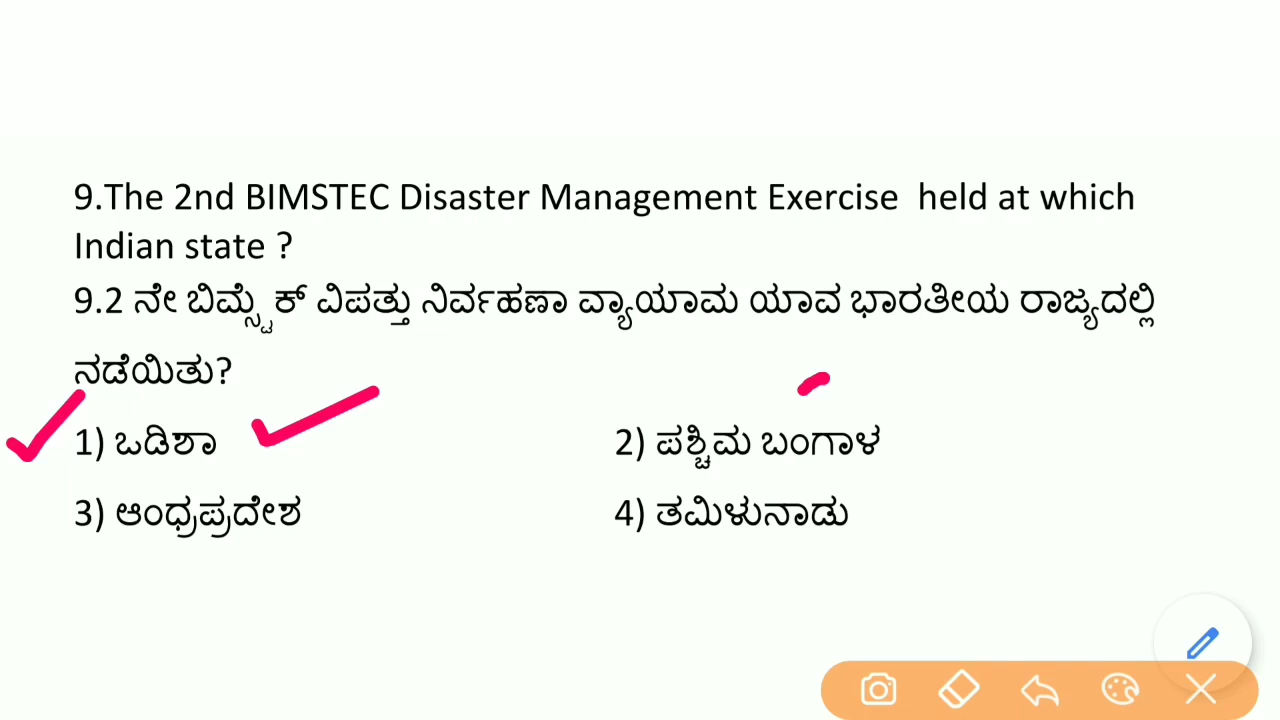 9.The 2nd BIMSTEC Disaster Management Exercise held at which
Indian state ?
9.2 ನೇ ಬಿಮ್ಸ್ಟೆಕ್ ವಿಪತ್ತು ನಿರ್ವಹಣಾ ವ್ಯಾಯಾಮ ಯಾವ ಭಾರತೀಯ ರಾಜ್ಯದಲ್ಲಿ
ನಡೆಯಿತು?
1) ಒಡಿಶಾ 2) ಪಶ್ಚಿಮ ಬಂಗಾಳ
3) ಆಂಧ್ರಪ್ರದೇಶ 4) ತಮಿಳುನಾಡು